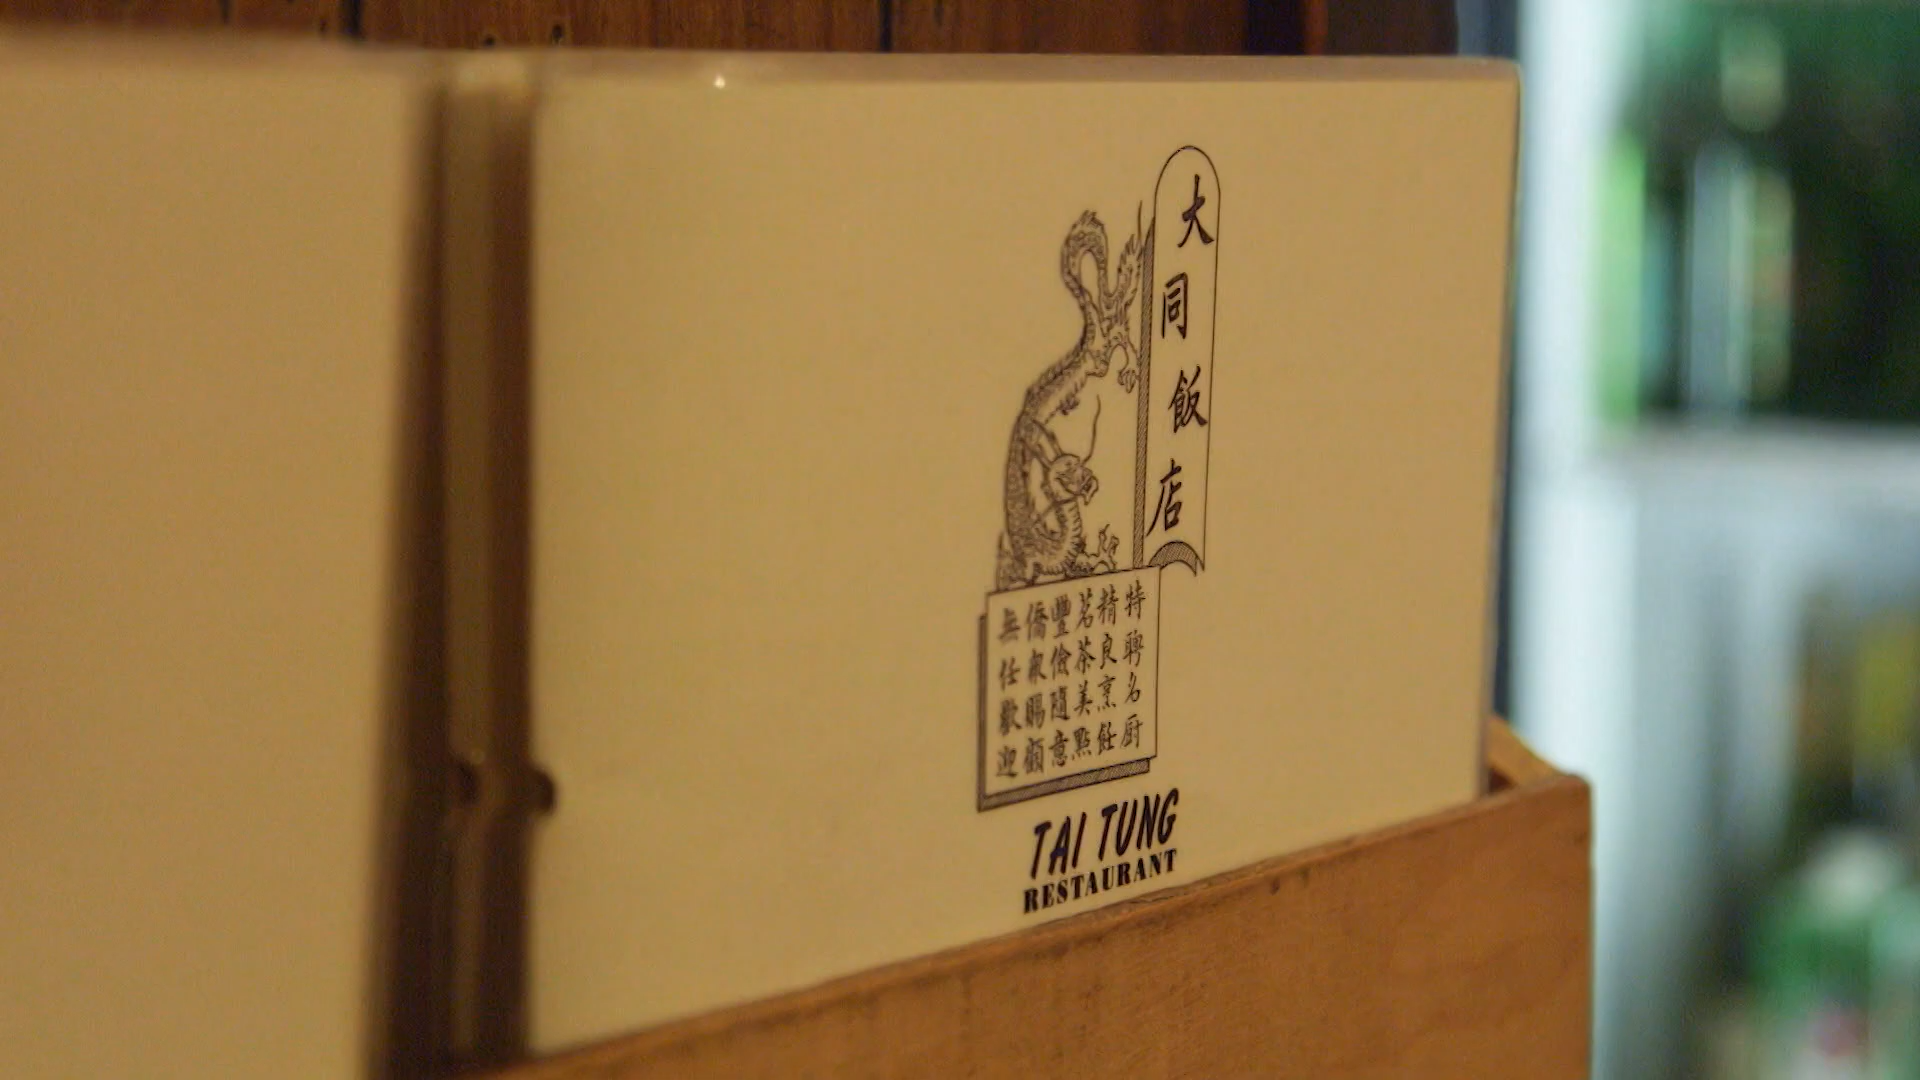 大同飯店
特聘名厨
精良烹飪
茗茶美點
豐儉隨意
僑衆賜顧
無任歡迎
TAI TUNG
RESTAURANT